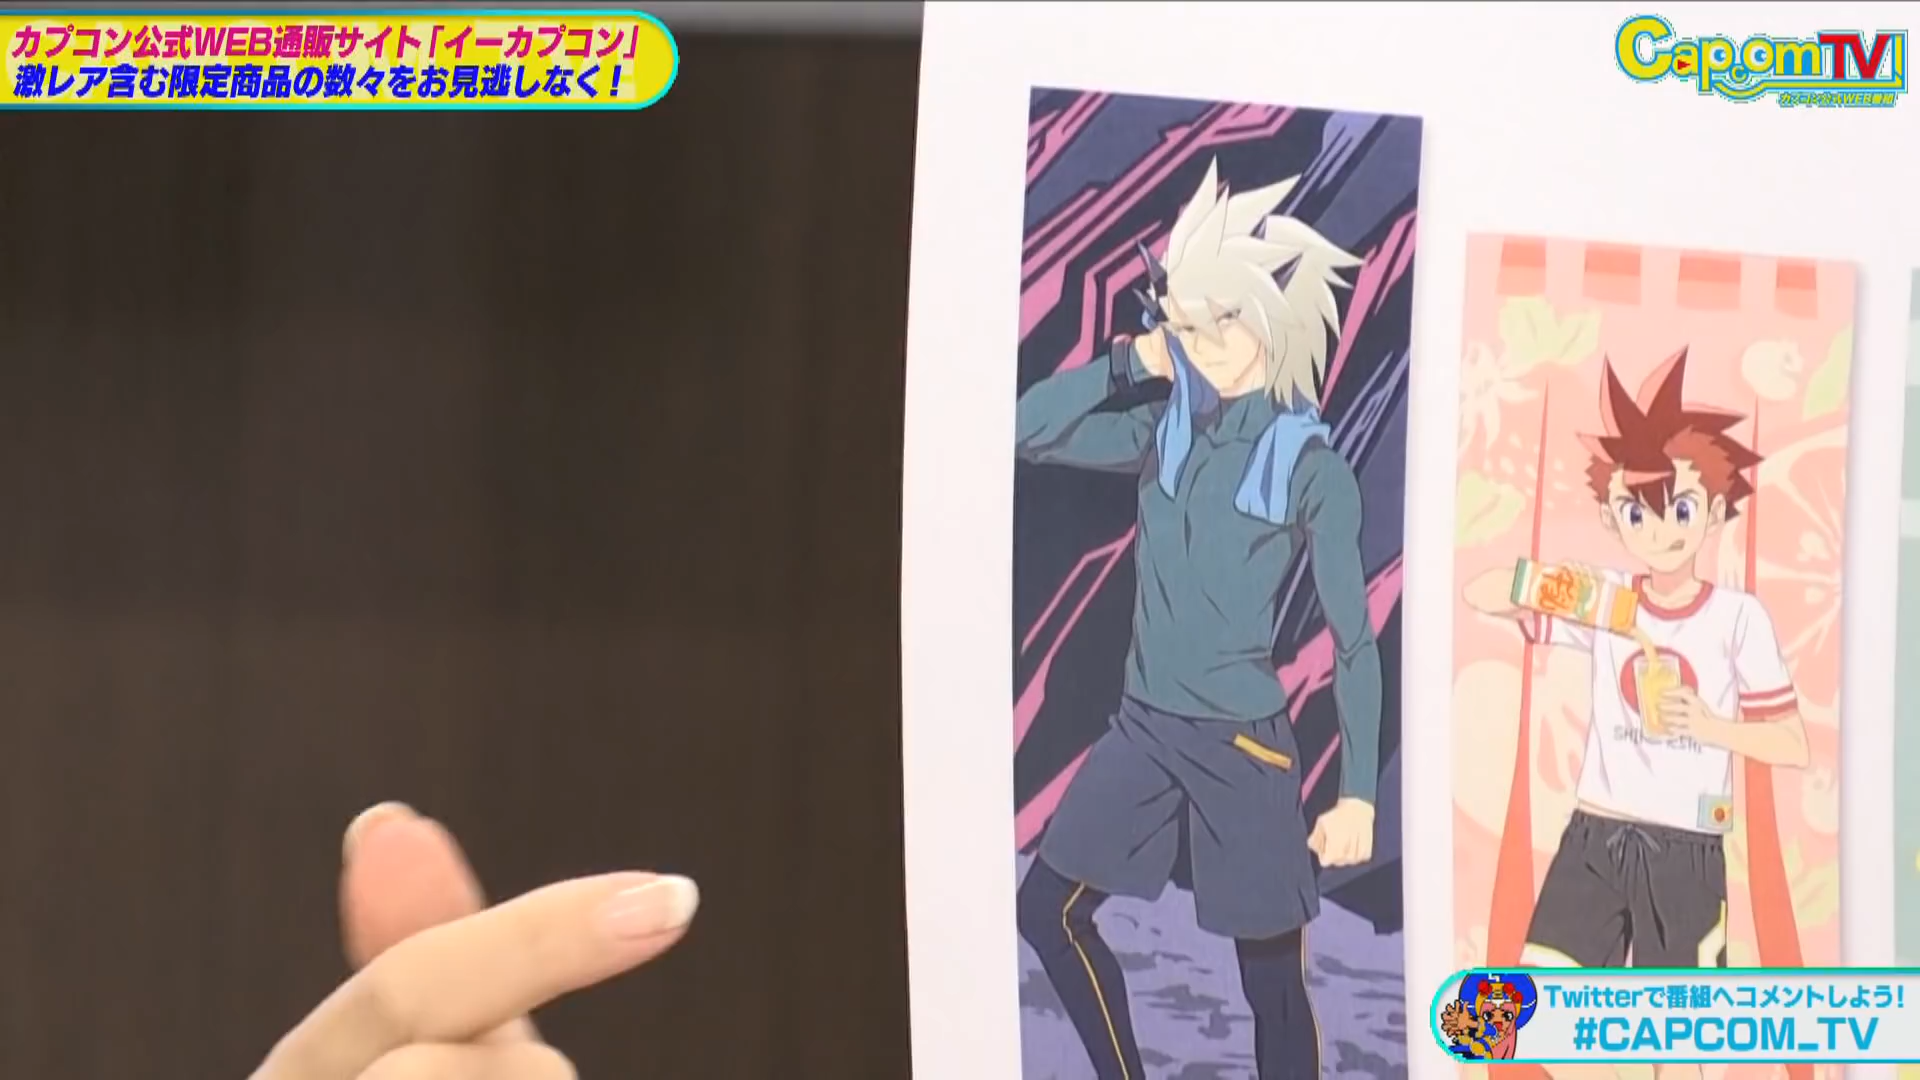 カプコン公式WEB通販サイト「イーカプコン」
激レア含む限定商品の数々をお見逃しなく！
CapcomTV!
カプコン公式WEB番組
Twitterで番組へコメントしよう！
#CAPCOM_TV